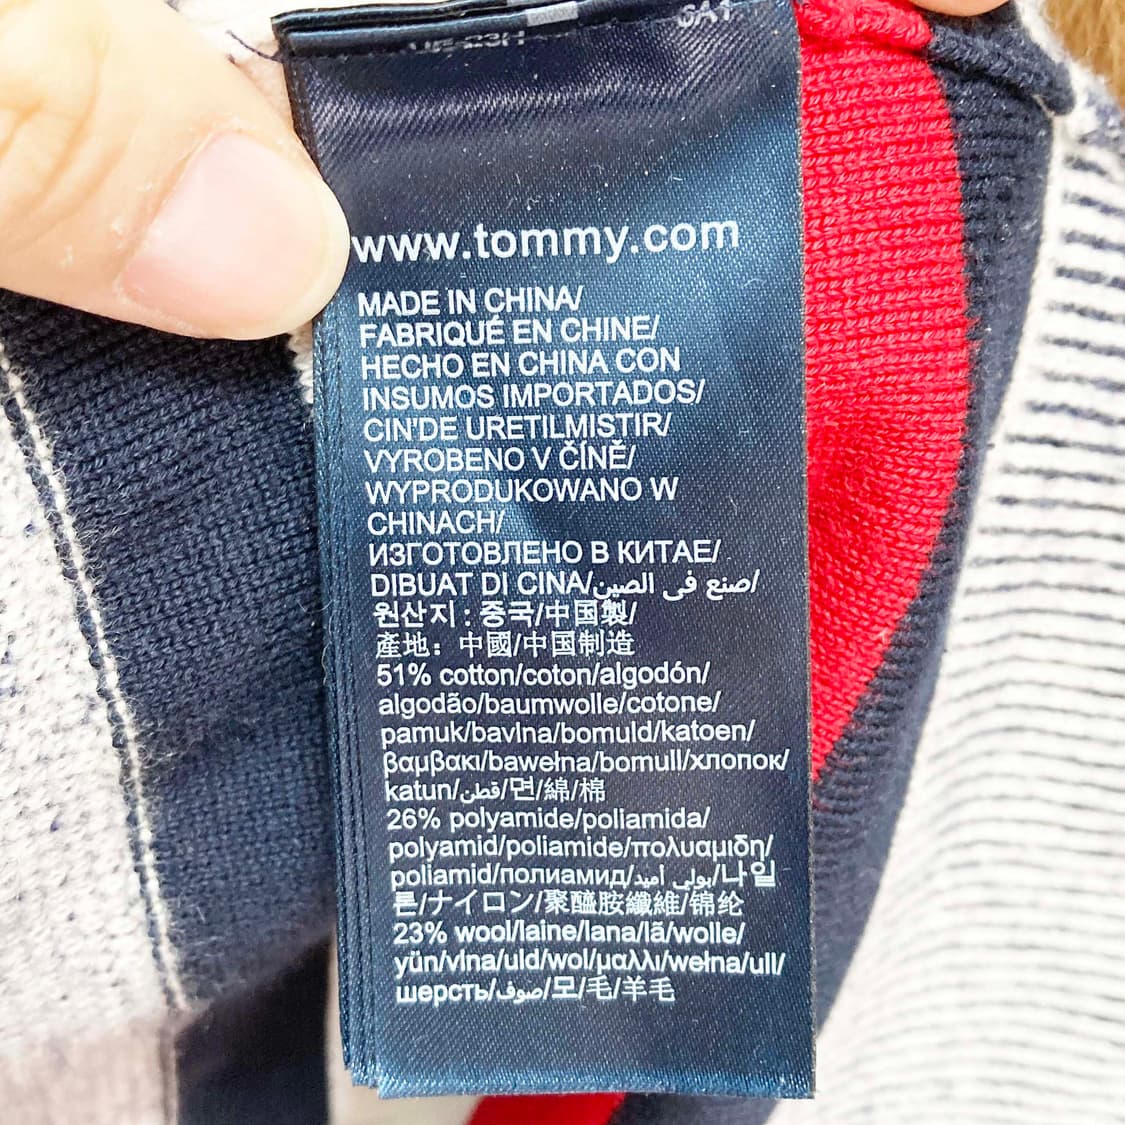 www.tommy.com
MADE IN CHINA/
FABRIQUÉ EN CHINE/
HECHO EN CHINA CON
INSUMOS IMPORTADOS/
CIN'DE URETILMISTIR/
VYROBENO V ČÍNĚ/
WYPRODUKOWANO W
CHINACH/
ИЗГОТОВЛЕНО В КИТАЕ/
DIBUAT DI CINA/صنع فى الصين/
원산지 : 중국/中国製/
產地：中國/中国制造
51% cotton/coton/algodón/
algodão/baumwolle/cotone/
pamuk/bavlna/bomuld/katoen/
βαμβακι/bawełna/bomull/хлопок/
katun/قطن/면/綿/棉
26% polyamide/poliamida/
polyamid/poliamide/πολυαμιδη/
poliamid/полиамид/بولى أميد/나일
론/ナイロン/聚醯胺纖維/锦纶
23% wool/laine/lana/lã/wolle/
yün/vlna/uld/wol/μαλλι/wełna/ull/
шерсть/صوف/모/毛/羊毛